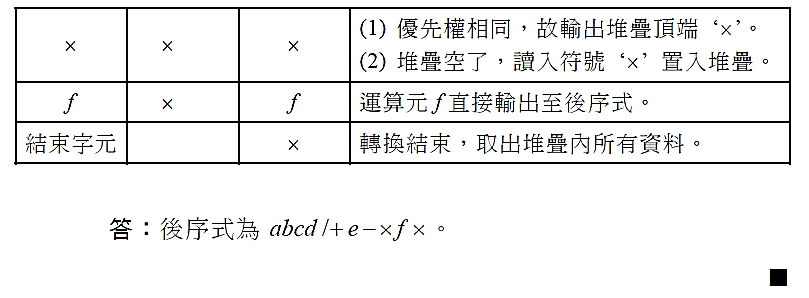 × × × (1) 優先權相同，故輸出堆疊頂端‘×’。
(2) 堆疊空了，讀入符號‘×’置入堆疊。
f × f 運算元 f 直接輸出至後序式。
結束字元 × 轉換結束，取出堆疊內所有資料。
答：後序式為 abcd /+ e−×f ×。